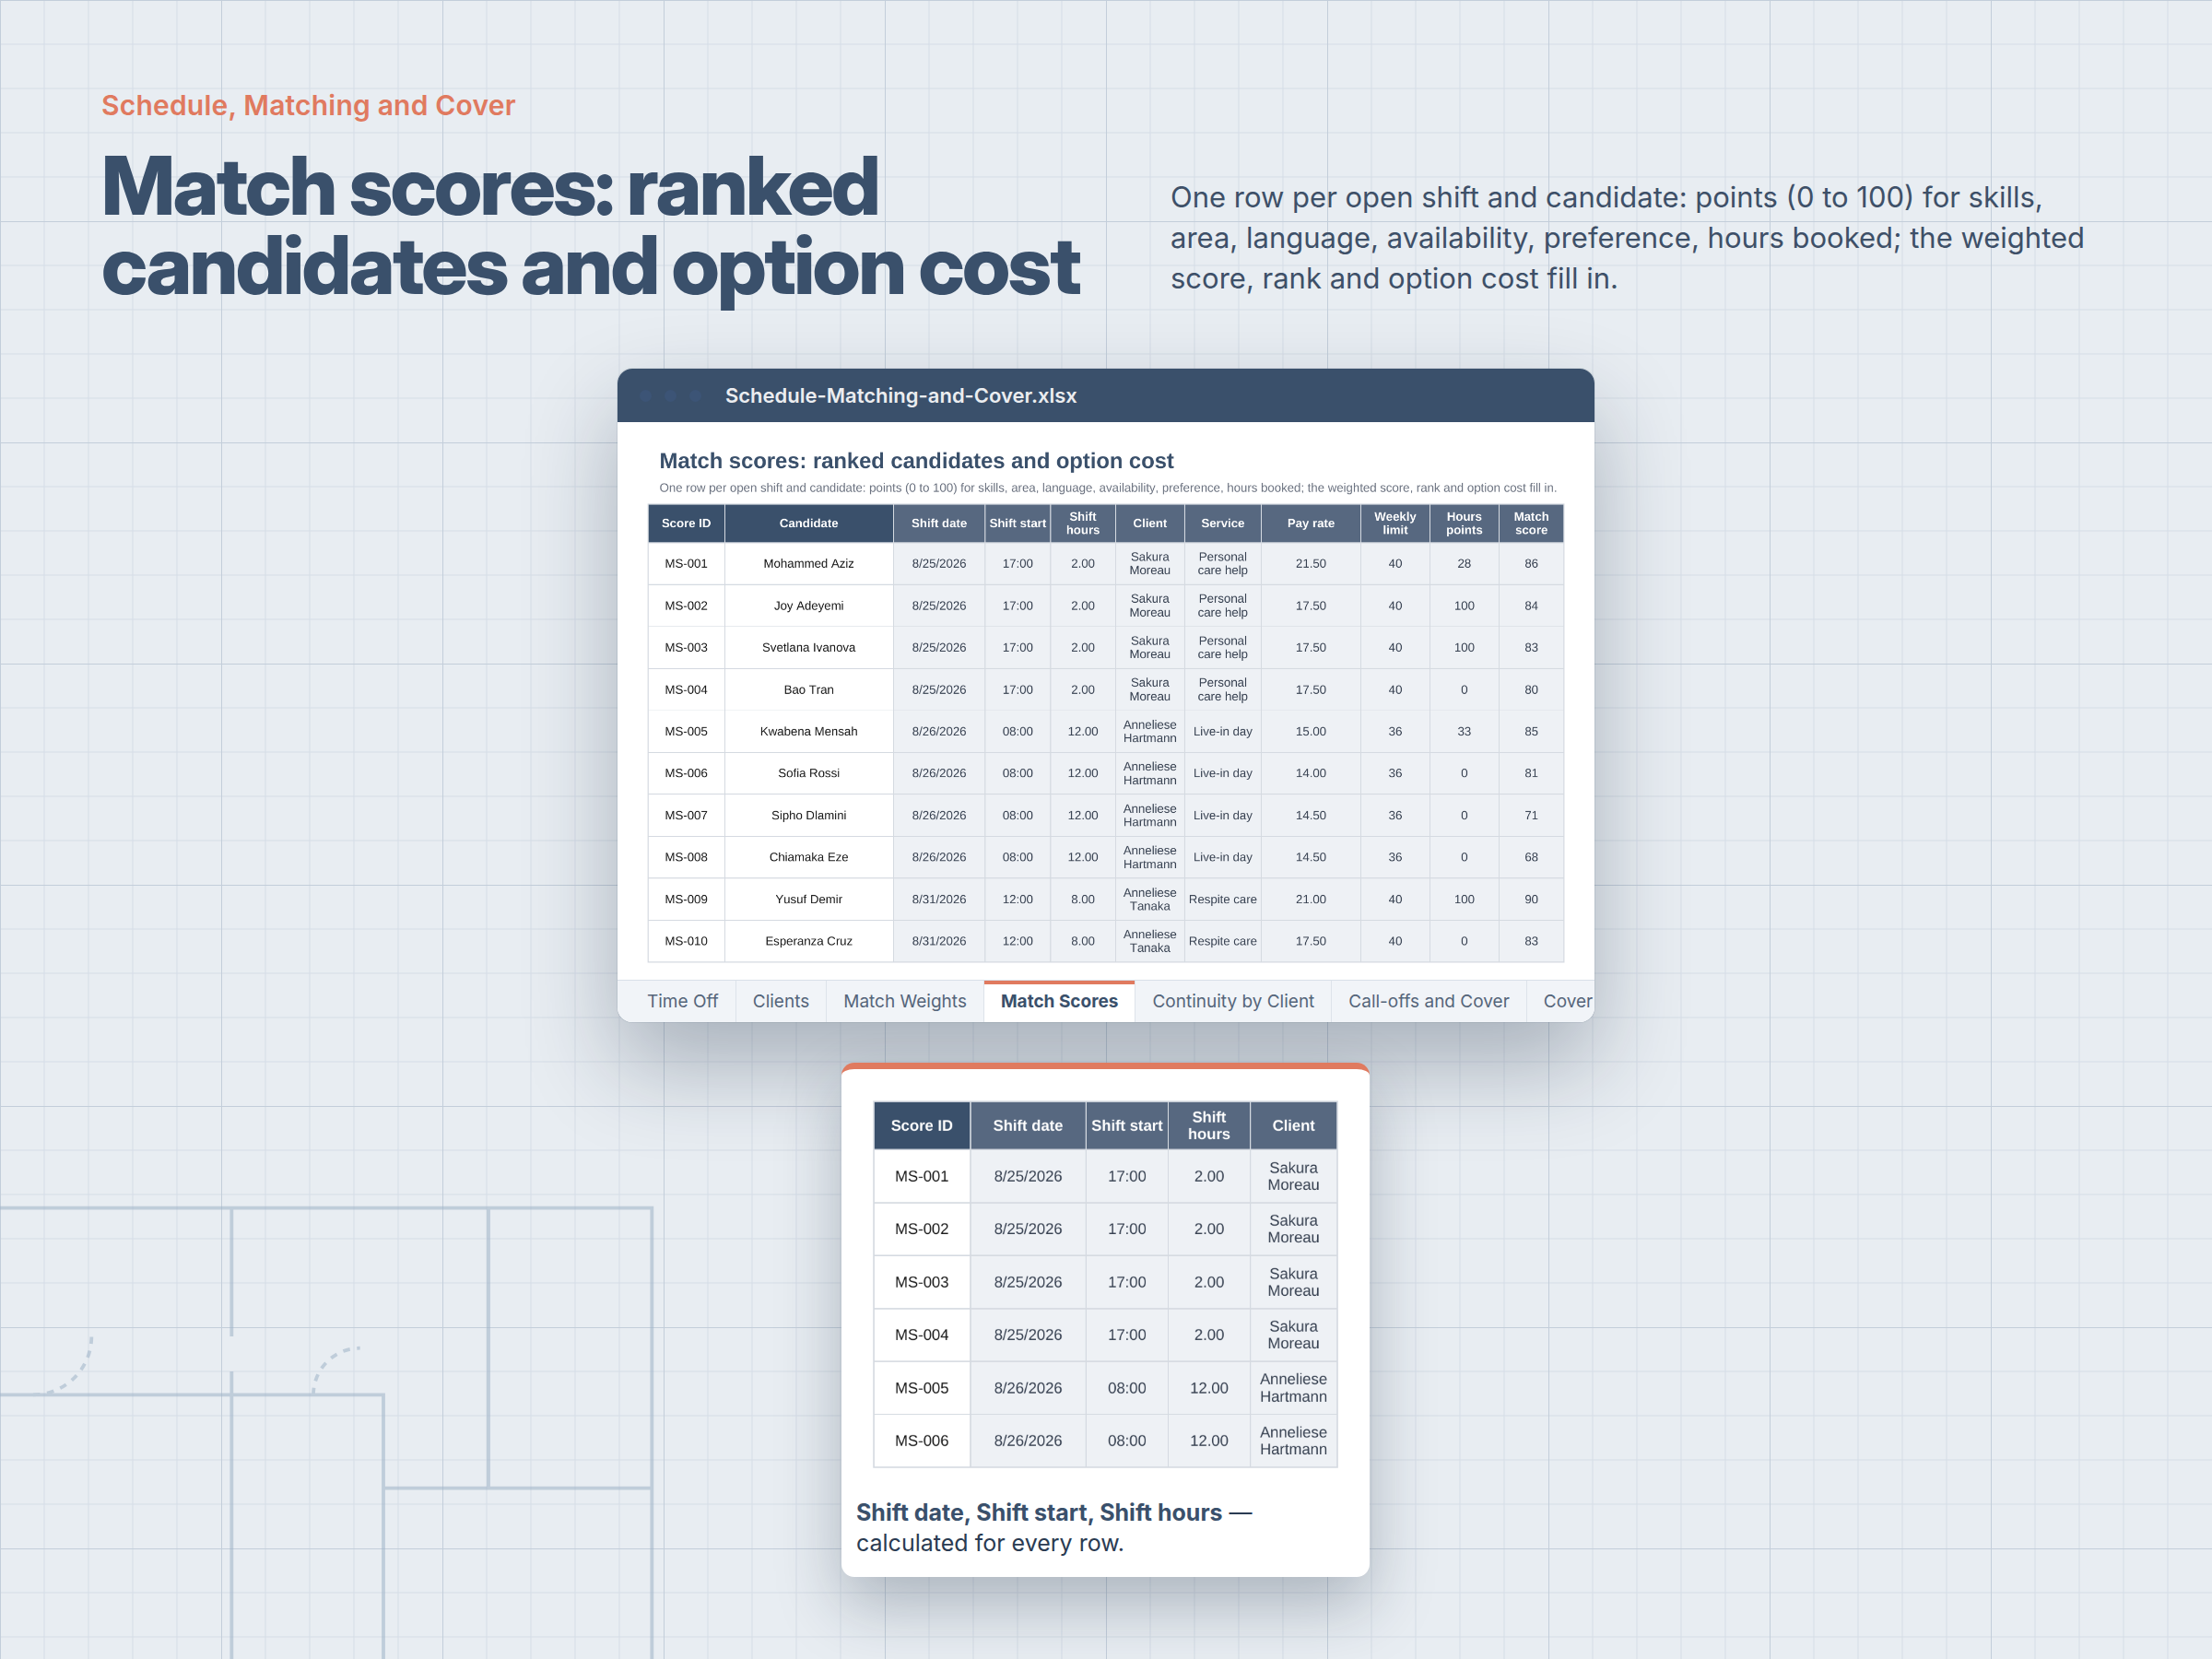 Schedule, Matching and Cover
Match scores: ranked
candidates and option cost
One row per open shift and candidate: points (0 to 100) for skills,
area, language, availability, preference, hours booked; the weighted
score, rank and option cost fill in.
Schedule-Matching-and-Cover.xlsx
Match scores: ranked candidates and option cost
One row per open shift and candidate: points (0 to 100) for skills, area, language, availability, preference, hours booked; the weighted score, rank and option cost fill in.
Score ID Candidate Shift date Shift start Shift hours Client Service Pay rate Weekly limit Hours points Match score
MS-001 Mohammed Aziz 8/25/2026 17:00 2.00 Sakura Moreau Personal care help 21.50 40 28 86
MS-002 Joy Adeyemi 8/25/2026 17:00 2.00 Sakura Moreau Personal care help 17.50 40 100 84
MS-003 Svetlana Ivanova 8/25/2026 17:00 2.00 Sakura Moreau Personal care help 17.50 40 100 83
MS-004 Bao Tran 8/25/2026 17:00 2.00 Sakura Moreau Personal care help 17.50 40 0 80
MS-005 Kwabena Mensah 8/26/2026 08:00 12.00 Anneliese Hartmann Live-in day 15.00 36 33 85
MS-006 Sofia Rossi 8/26/2026 08:00 12.00 Anneliese Hartmann Live-in day 14.00 36 0 81
MS-007 Sipho Dlamini 8/26/2026 08:00 12.00 Anneliese Hartmann Live-in day 14.50 36 0 71
MS-008 Chiamaka Eze 8/26/2026 08:00 12.00 Anneliese Hartmann Live-in day 14.50 36 0 68
MS-009 Yusuf Demir 8/31/2026 12:00 8.00 Anneliese Tanaka Respite care 21.00 40 100 90
MS-010 Esperanza Cruz 8/31/2026 12:00 8.00 Anneliese Tanaka Respite care 17.50 40 0 83
Time Off Clients Match Weights Match Scores Continuity by Client Call-offs and Cover Cover
Score ID Shift date Shift start Shift hours Client
MS-001 8/25/2026 17:00 2.00 Sakura Moreau
MS-002 8/25/2026 17:00 2.00 Sakura Moreau
MS-003 8/25/2026 17:00 2.00 Sakura Moreau
MS-004 8/25/2026 17:00 2.00 Sakura Moreau
MS-005 8/26/2026 08:00 12.00 Anneliese Hartmann
MS-006 8/26/2026 08:00 12.00 Anneliese Hartmann
Shift date, Shift start, Shift hours —
calculated for every row.